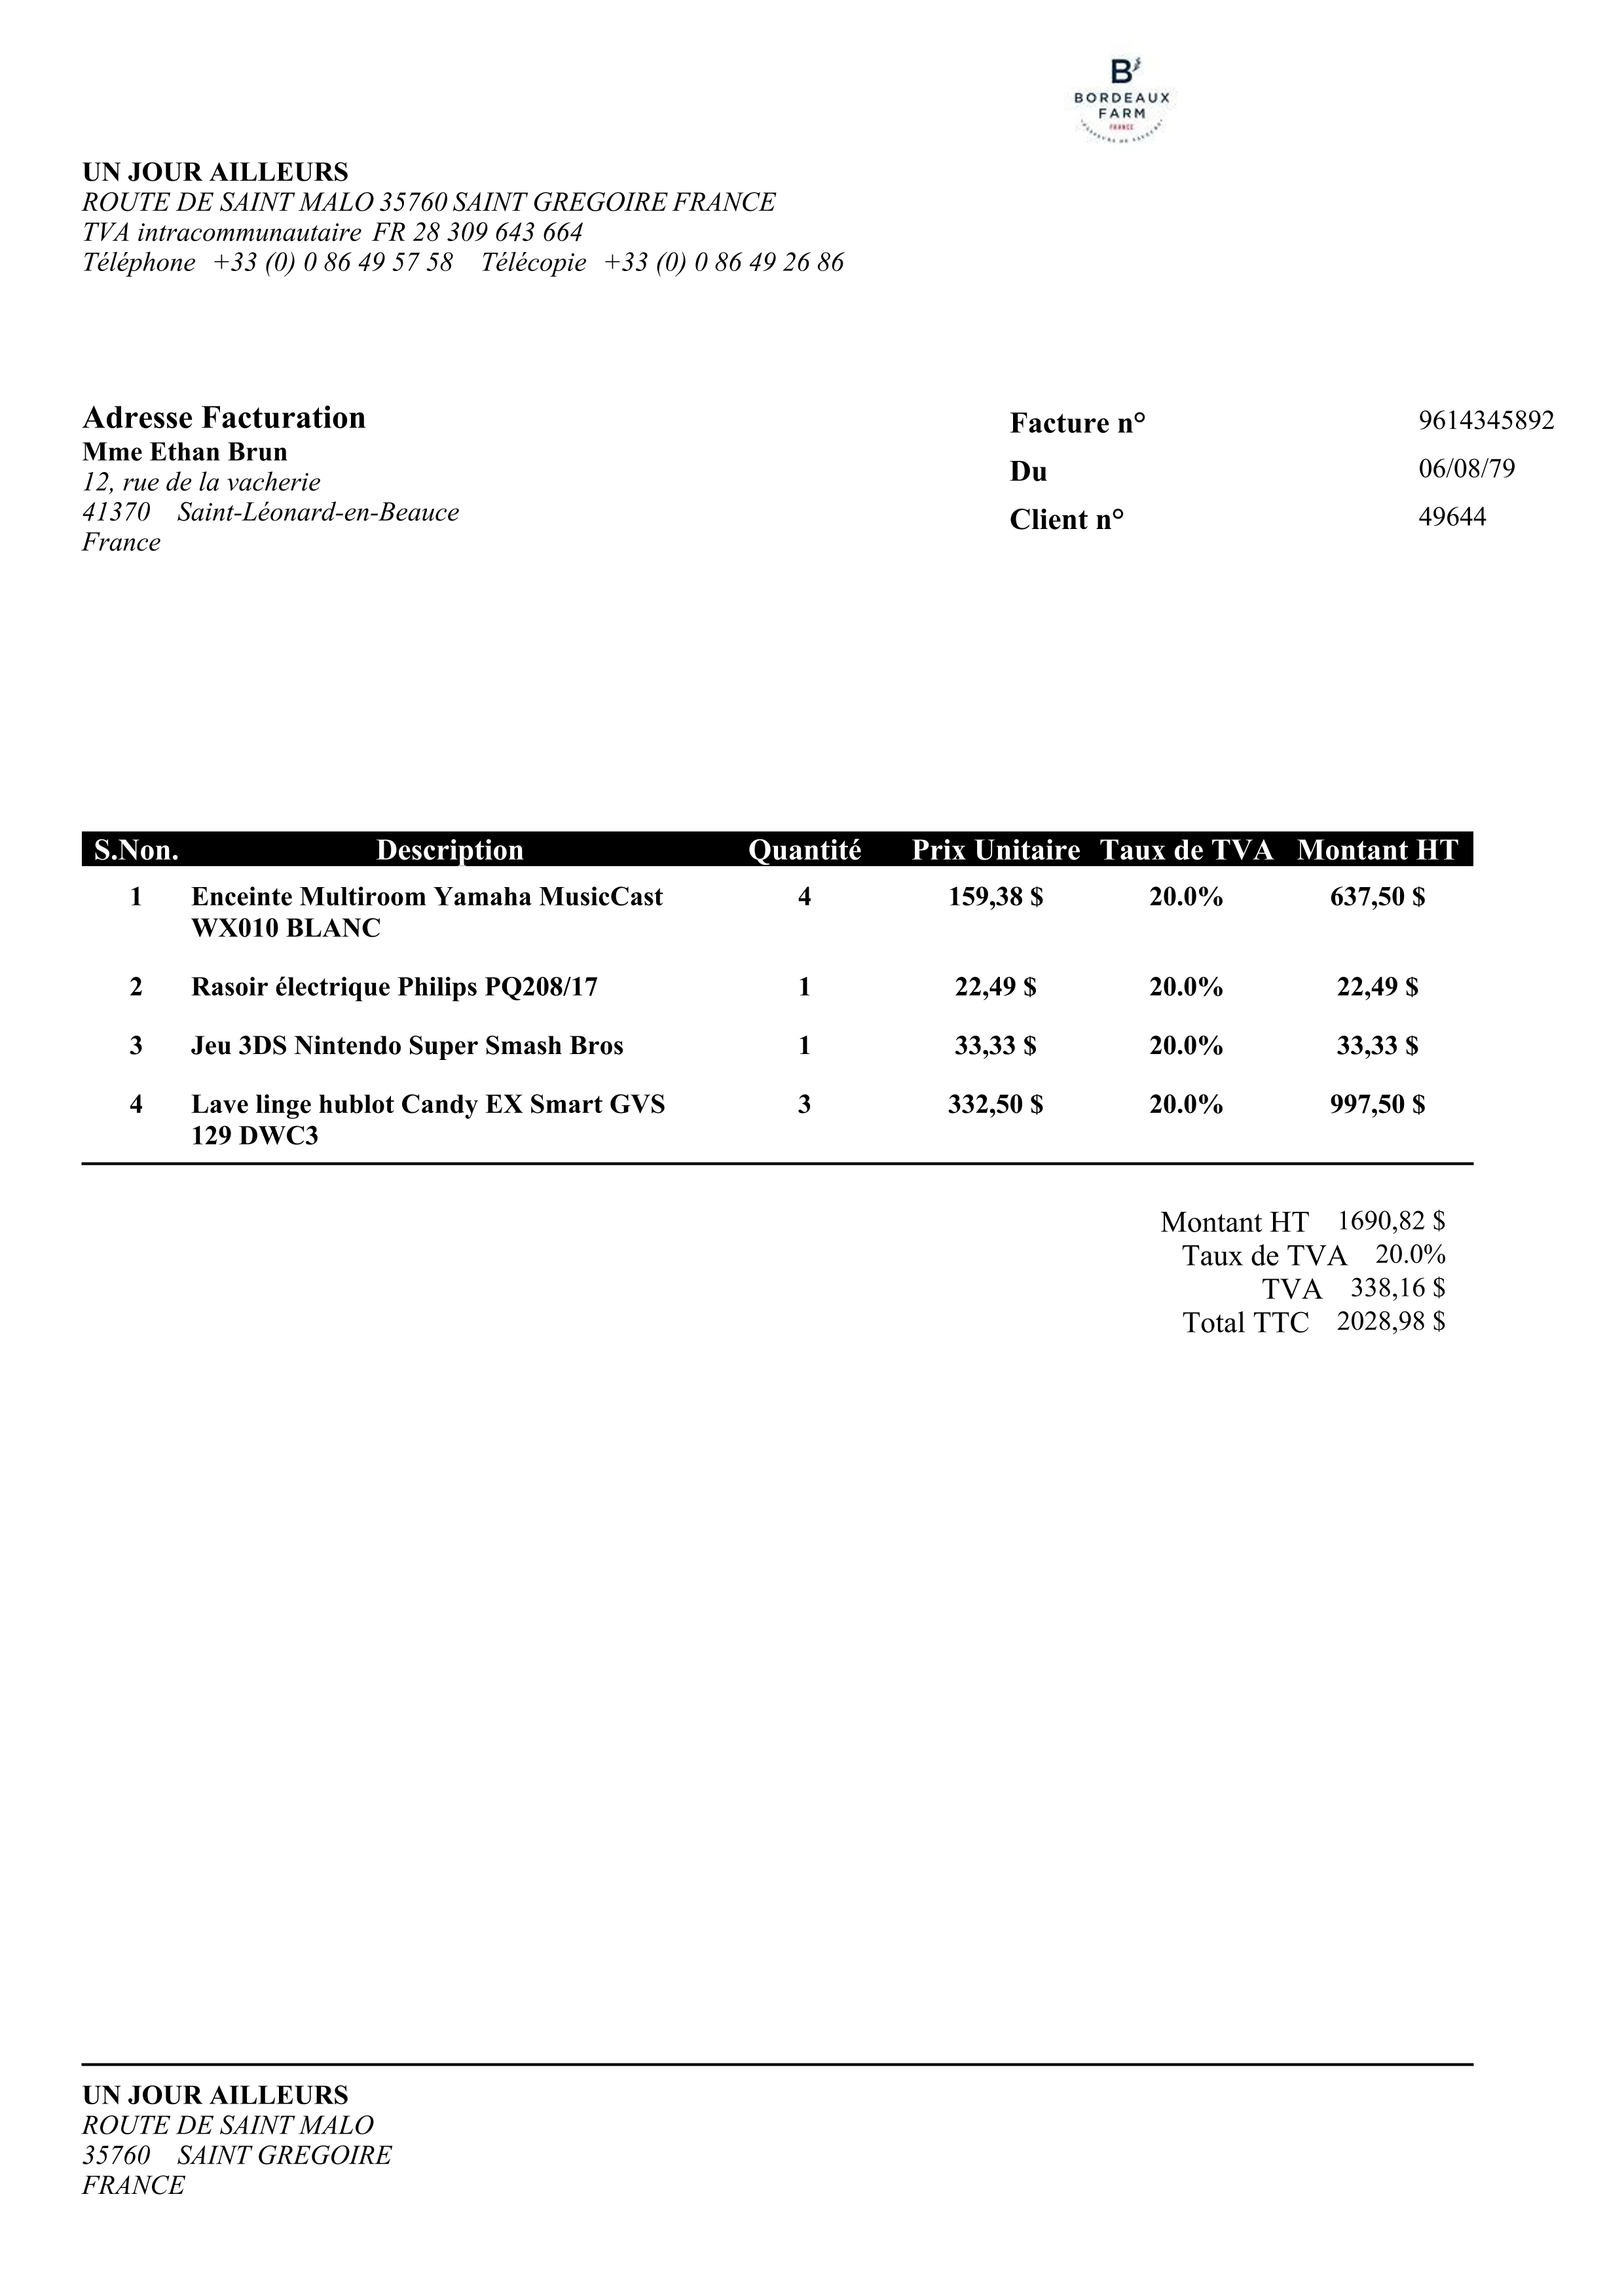 B
BORDEAUX
FARM
FRANCE
UN JOUR AILLEURS
ROUTE DE SAINT MALO 35760 SAINT GREGOIRE FRANCE
TVA intracommunautaire FR 28 309 643 664
Téléphone +33 (0) 0 86 49 57 58 Télécopie +33 (0) 0 86 49 26 86
Adresse Facturation
Mme Ethan Brun
12, rue de la vacherie
41370 Saint-Léonard-en-Beauce
France
Facture n° 9614345892
Du 06/08/79
Client n° 49644
S.Non. Description Quantité Prix Unitaire Taux de TVA Montant HT
1 Enceinte Multiroom Yamaha MusicCast 4 159,38 $ 20.0% 637,50 $
WX010 BLANC
2 Rasoir électrique Philips PQ208/17 1 22,49 $ 20.0% 22,49 $
3 Jeu 3DS Nintendo Super Smash Bros 1 33,33 $ 20.0% 33,33 $
4 Lave linge hublot Candy EX Smart GVS 3 332,50 $ 20.0% 997,50 $
129 DWC3
Montant HT 1690,82 $
Taux de TVA 20.0%
TVA 338,16 $
Total TTC 2028,98 $
UN JOUR AILLEURS
ROUTE DE SAINT MALO
35760 SAINT GREGOIRE
FRANCE